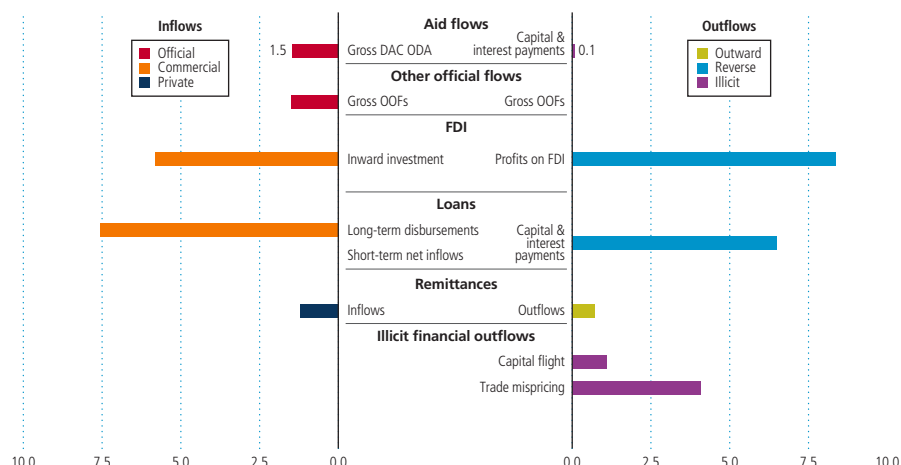 Inflows
Official
Commercial
Private
Outflows
Outward
Reverse
Illicit
Aid flows
1.5
Gross DAC ODA
Capital &
interest payments
0.1
Other official flows
Gross OOFs
Gross OOFs
FDI
Inward investment
Profits on FDI
Loans
Long-term disbursements
Short-term net inflows
Capital &
interest
payments
Remittances
Inflows
Outflows
Illicit financial outflows
Capital flight
Trade mispricing
10.0 7.5 5.0 2.5 0.0 0.0 2.5 5.0 7.5 10.0